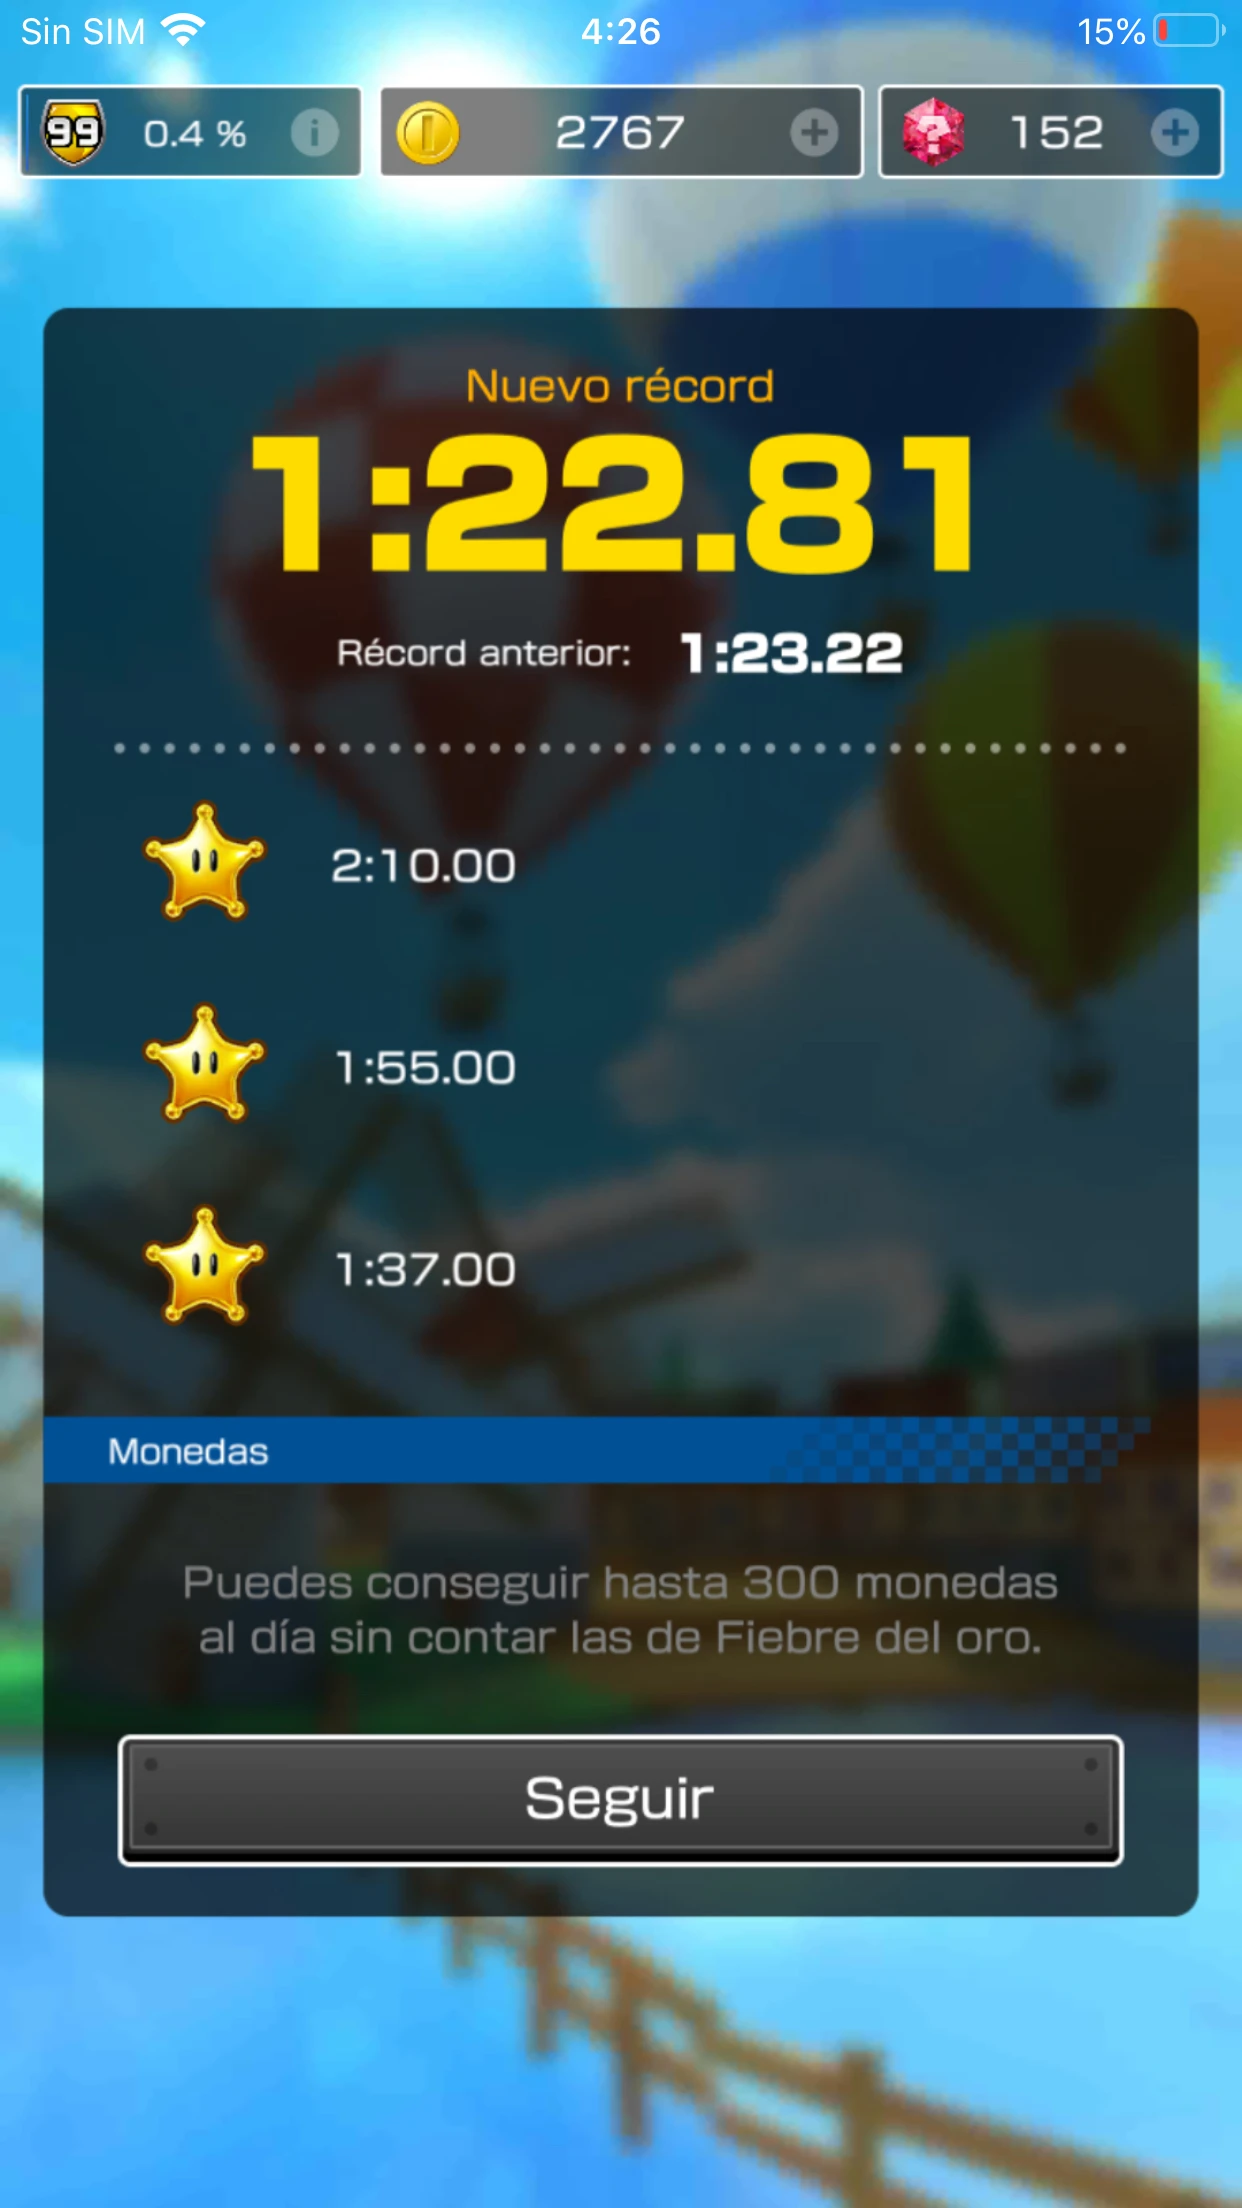 Sin SIM 4:26 15%
99 0.4 % i 2767 + ? 152 +
Nuevo récord
1:22.81
Récord anterior: 1:23.22
2:10.00
1:55.00
1:37.00
Monedas
Puedes conseguir hasta 300 monedas
al día sin contar las de Fiebre del oro.
Seguir